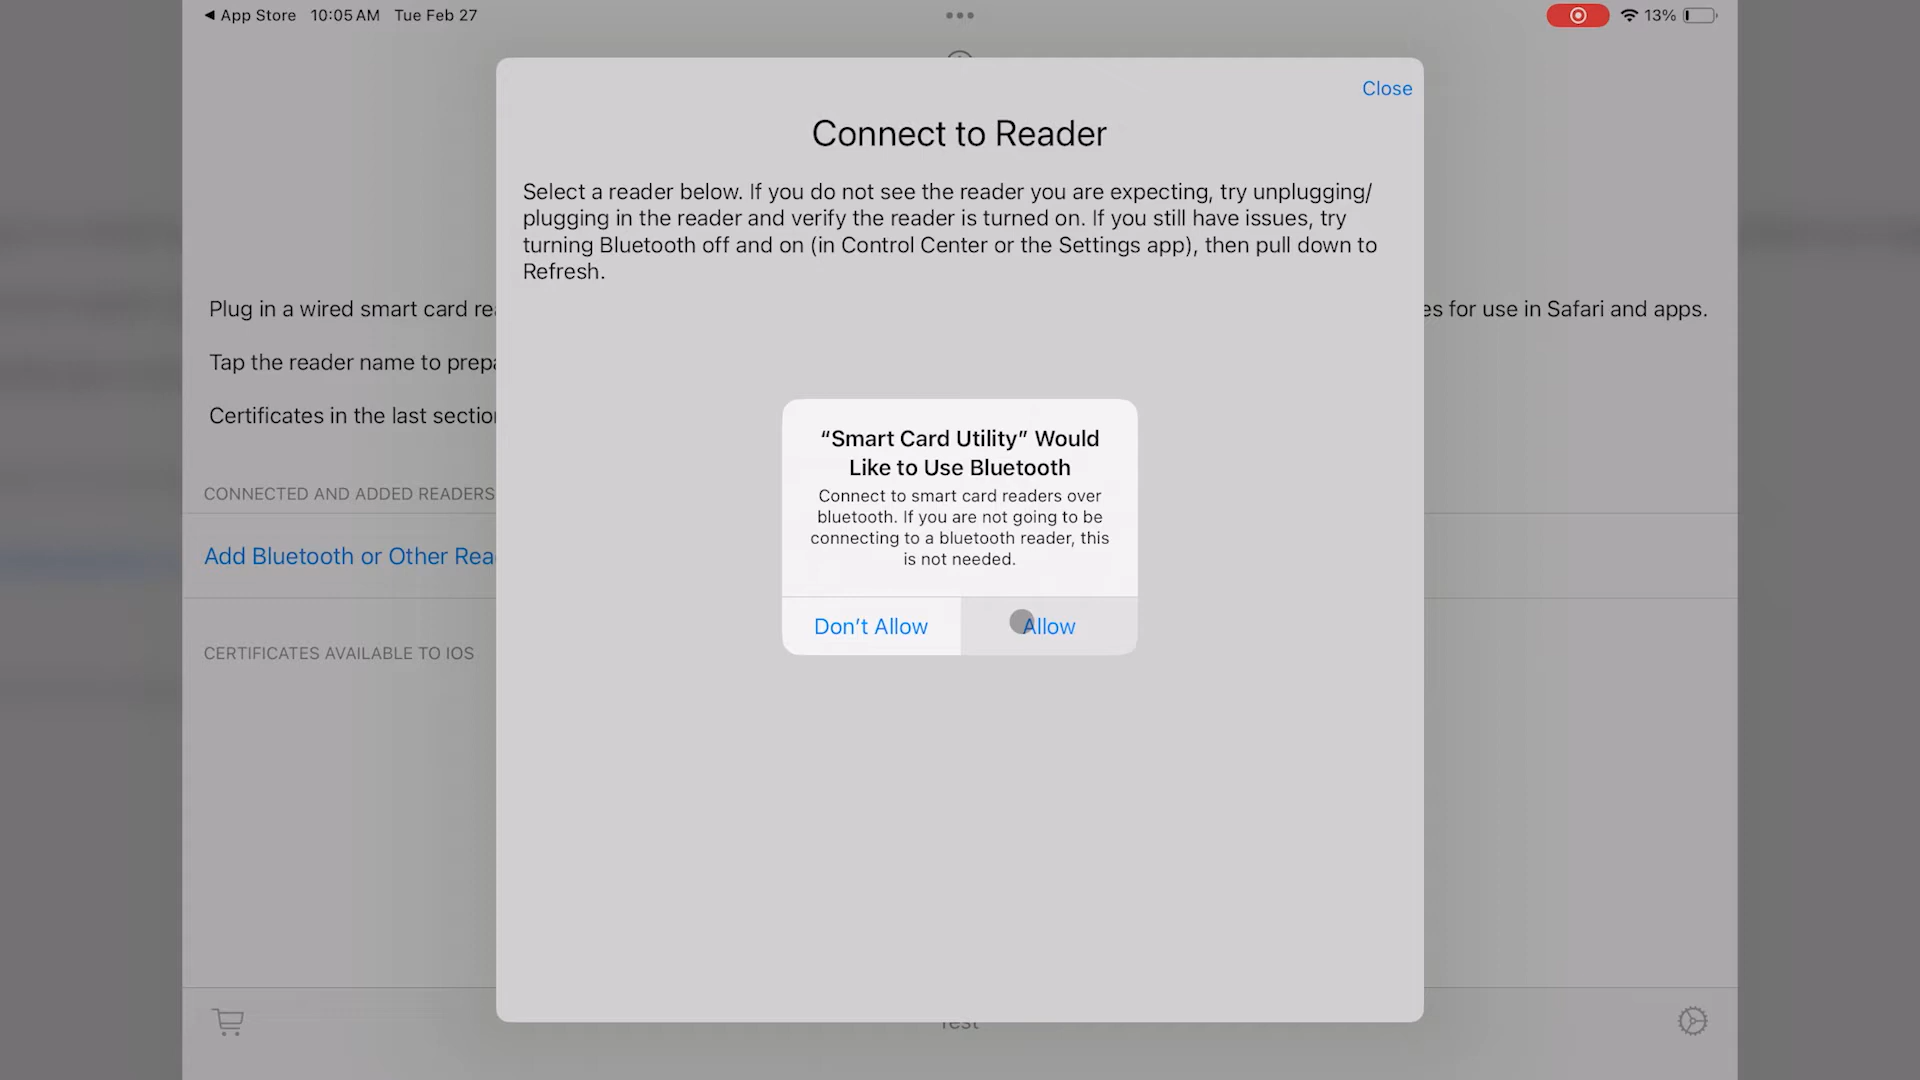 ◀ App Store 10:05 AM Tue Feb 27
13%
Close
Connect to Reader
Select a reader below. If you do not see the reader you are expecting, try unplugging/
plugging in the reader and verify the reader is turned on. If you still have issues, try
turning Bluetooth off and on (in Control Center or the Settings app), then pull down to
Refresh.
Plug in a wired smart card
es for use in Safari and apps.
Tap the reader name to
Certificates in the last
CONNECTED AND ADDED READERS
Add Bluetooth or Other
“Smart Card Utility” Would
Like to Use Bluetooth
Connect to smart card readers over
bluetooth. If you are not going to be
connecting to a bluetooth reader, this
is not needed.
Don’t Allow
Allow
CERTIFICATES AVAILABLE TO IOS